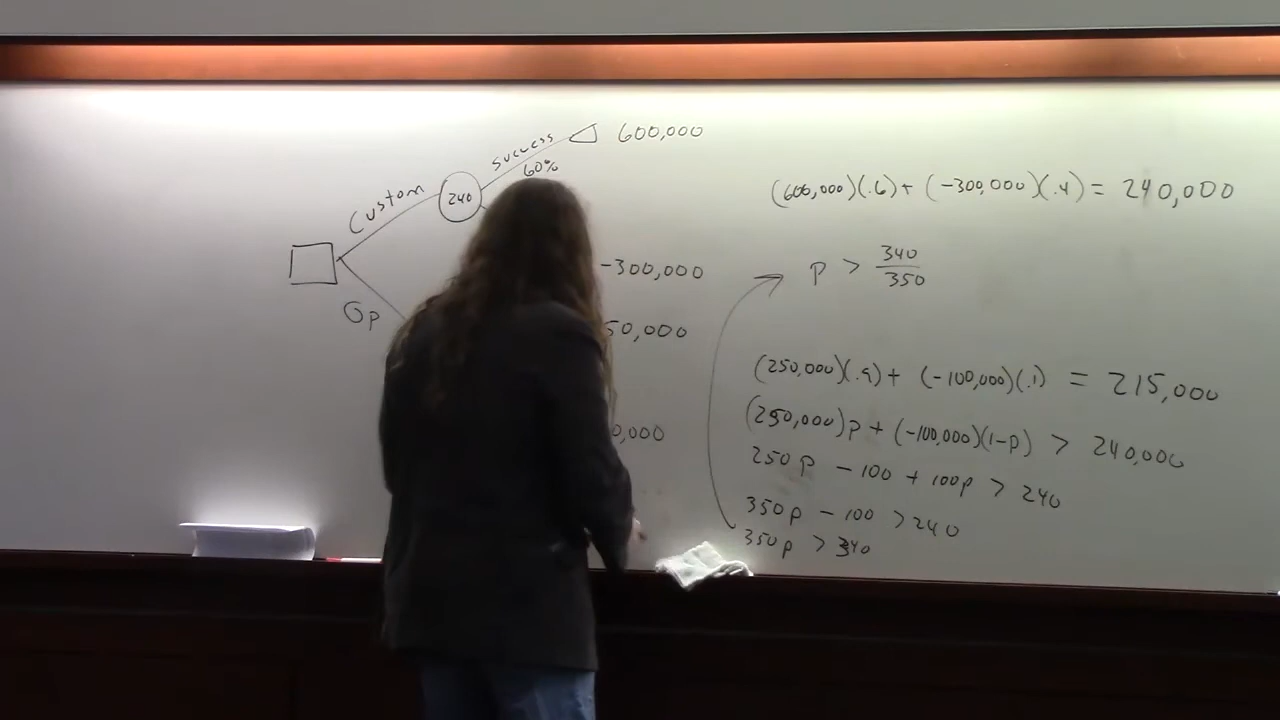 Success
600,000
60%
Custom
240
(600,000)(.6) + (-300,000)(.4) = 240,000
-300,000
P > 340/350
Op
50,000
(250,000)(.9) + (-100,000)(.1) = 215,000
(250,000)p + (-100,000)(1-p) > 240,000
0,000
250p - 100 + 100p > 240
350p - 100 > 240
350p > 340